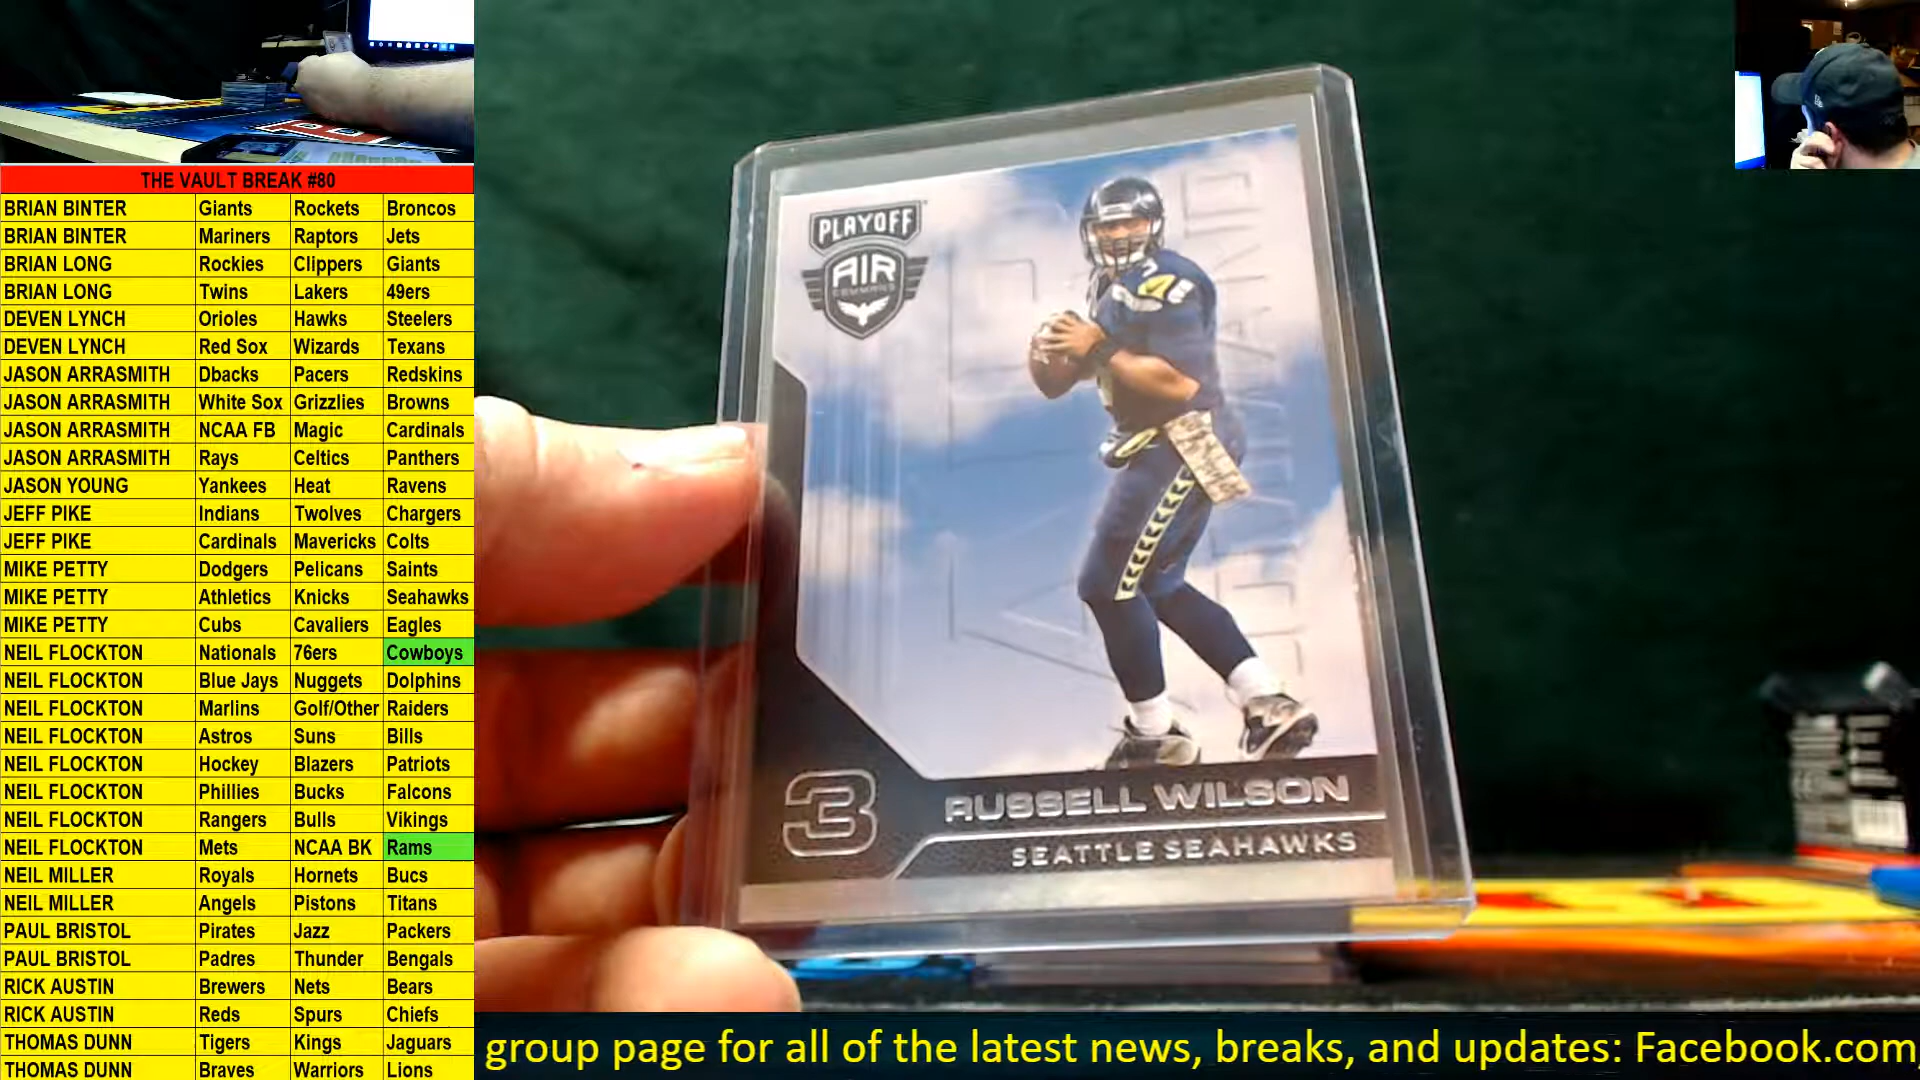 THE VAULT BREAK #80
BRIAN BINTER Giants Rockets Broncos
BRIAN BINTER Mariners Raptors Jets
BRIAN LONG Rockies Clippers Giants
BRIAN LONG Twins Lakers 49ers
DEVEN LYNCH Orioles Hawks Steelers
DEVEN LYNCH Red Sox Wizards Texans
JASON ARRASMITH Dbacks Pacers Redskins
JASON ARRASMITH White Sox Grizzlies Browns
JASON ARRASMITH NCAA FB Magic Cardinals
JASON ARRASMITH Rays Celtics Panthers
JASON YOUNG Yankees Heat Ravens
JEFF PIKE Indians Twolves Chargers
JEFF PIKE Cardinals Mavericks Colts
MIKE PETTY Dodgers Pelicans Saints
MIKE PETTY Athletics Knicks Seahawks
MIKE PETTY Cubs Cavaliers Eagles
NEIL FLOCKTON Nationals 76ers Cowboys
NEIL FLOCKTON Blue Jays Nuggets Dolphins
NEIL FLOCKTON Marlins Golf/Other Raiders
NEIL FLOCKTON Astros Suns Bills
NEIL FLOCKTON Hockey Blazers Patriots
NEIL FLOCKTON Phillies Bucks Falcons
NEIL FLOCKTON Rangers Bulls Vikings
NEIL FLOCKTON Mets NCAA BK Rams
NEIL MILLER Royals Hornets Bucs
NEIL MILLER Angels Pistons Titans
PAUL BRISTOL Pirates Jazz Packers
PAUL BRISTOL Padres Thunder Bengals
RICK AUSTIN Brewers Nets Bears
RICK AUSTIN Reds Spurs Chiefs
THOMAS DUNN Tigers Kings Jaguars
THOMAS DUNN Braves Warriors Lions
PLAYOFF
AIR
COMMAND
3
RUSSELL WILSON
SEATTLE SEAHAWKS
group page for all of the latest news, breaks, and updates: Facebook.com